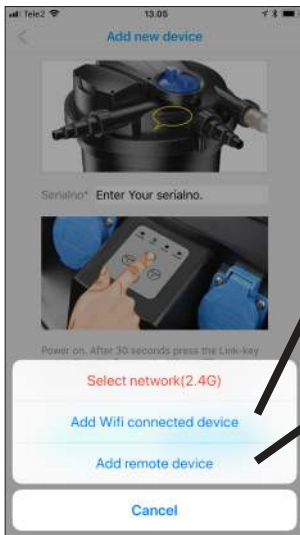 Tele2 13.05
Add new device
Serialno* Enter Your serialno.
Power on. After 30 seconds press the Link-key
Select network(2.4G)
Add Wifi connected device
Add remote device
Cancel